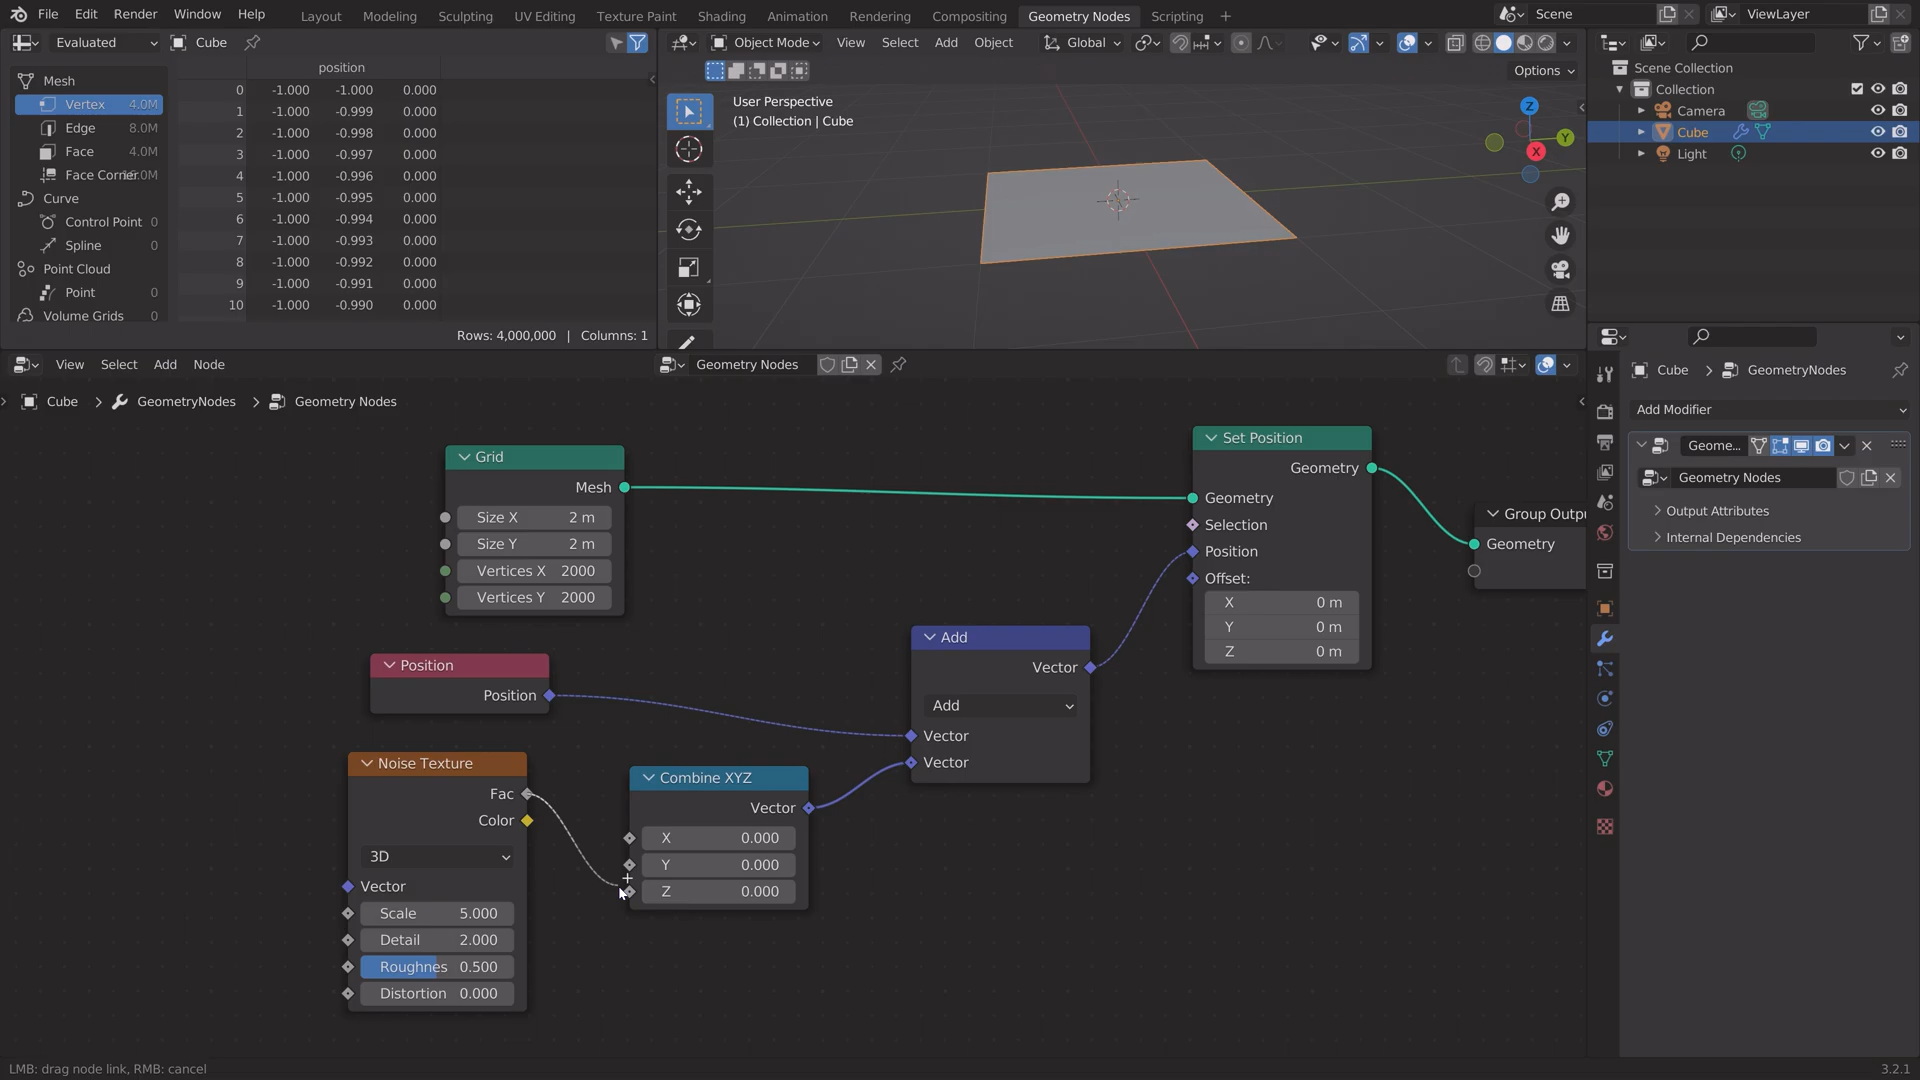 File Edit Render Window Help Layout Modeling Sculpting UV Editing Texture Paint Shading Animation Rendering Compositing Geometry Nodes Scripting + Scene ViewLayer
Evaluated Cube
Object Mode View Select Add Object Global
Options
position
Mesh
Vertex 4.0M
Edge 8.0M
Face 4.0M
Face Corner
Curve
Control Point 0
Spline 0
Point Cloud
Point 0
Volume Grids 0
0 -1.000 -1.000 0.000
1 -1.000 -0.999 0.000
2 -1.000 -0.998 0.000
3 -1.000 -0.997 0.000
4 -1.000 -0.996 0.000
5 -1.000 -0.995 0.000
6 -1.000 -0.994 0.000
7 -1.000 -0.993 0.000
8 -1.000 -0.992 0.000
9 -1.000 -0.991 0.000
10 -1.000 -0.990 0.000
Rows: 4,000,000 | Columns: 1
User Perspective
(1) Collection | Cube
Z
Y
X
Scene Collection
Collection
Camera
Cube
Light
View Select Add Node Geometry Nodes
Cube > GeometryNodes > Geometry Nodes
Grid
Mesh
Size X 2 m
Size Y 2 m
Vertices X 2000
Vertices Y 2000
Position
Position
Noise Texture
Fac
Color
3D
Vector
Scale 5.000
Detail 2.000
Roughnes 0.500
Distortion 0.000
Combine XYZ
Vector
X 0.000
Y 0.000
Z 0.000
Add
Vector
Add
Vector
Vector
Set Position
Geometry
Geometry
Selection
Position
Offset:
X 0 m
Y 0 m
Z 0 m
Group Outpu
Geometry
Cube > GeometryNodes
Add Modifier
Geome...
Geometry Nodes
Output Attributes
Internal Dependencies
LMB: drag node link, RMB: cancel
3.2.1